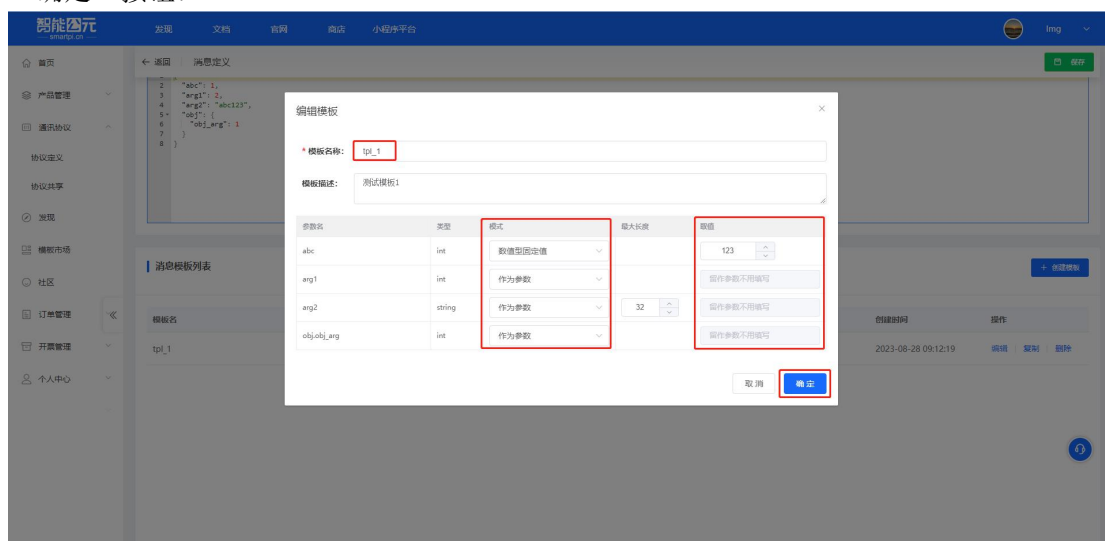 智能公元
smartpi.cn
发现 文档 官网 商店 小程序平台
lmg
首页
产品管理
通讯协议
协议定义
协议共享
发现
模板市场
社区
订单管理
开票管理
个人中心
← 返回 消息定义
保存
2 "abc": 1,
3 "arg1": 2,
4 "arg2": "abc123",
5 "obj": {
6 "obj_arg": 1
7 }
8 }
消息模板列表
+ 创建模板
模板名 创建时间 操作
tpl_1 2023-08-28 09:12:19 编辑 复制 删除
编辑模板 ×
* 模板名称: tpl_1
模板描述: 测试模板1
参数名 类型 模式 最大长度 取值
abc int 数值型固定值 123
arg1 int 作为参数 留作参数不用填写
arg2 string 作为参数 32 留作参数不用填写
obj.obj_arg int 作为参数 留作参数不用填写
取消 确定